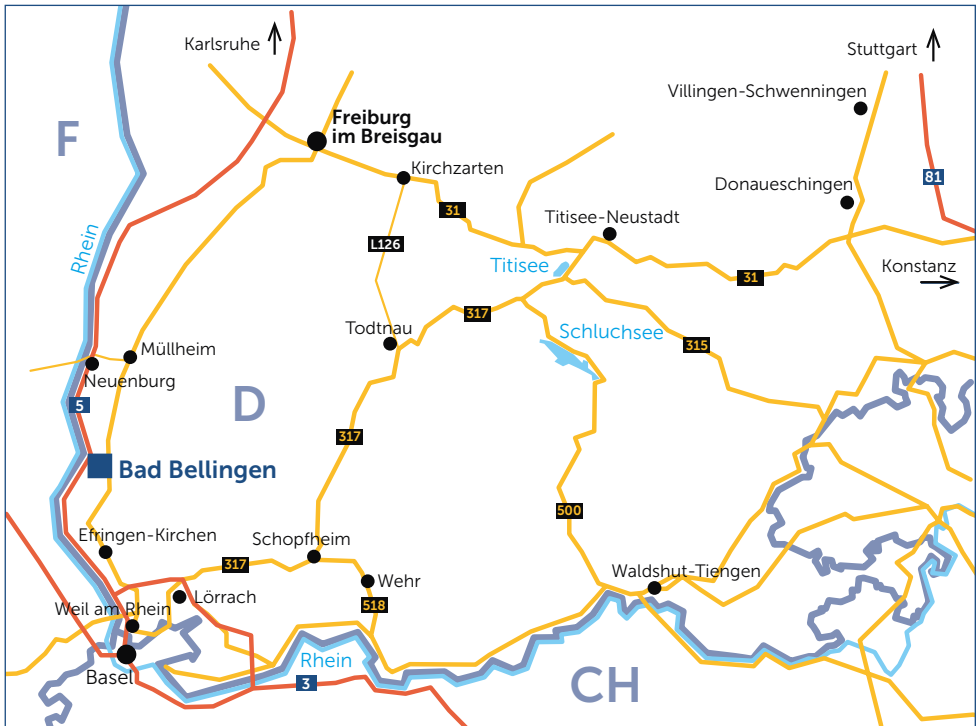 Karlsruhe
Stuttgart
Villingen-Schwenningen
F
Freiburg
im Breisgau
Kirchzarten
81
Donaueschingen
31
Titisee-Neustadt
L126
Rhein
Titisee
Konstanz
31
317
Schluchsee
Todtnau
315
Müllheim
Neuenburg
5
D
317
Bad Bellingen
500
Efringen-Kirchen
Schopfheim
317
Waldshut-Tiengen
Wehr
Lörrach
518
Weil am Rhein
Rhein
Basel
3
CH